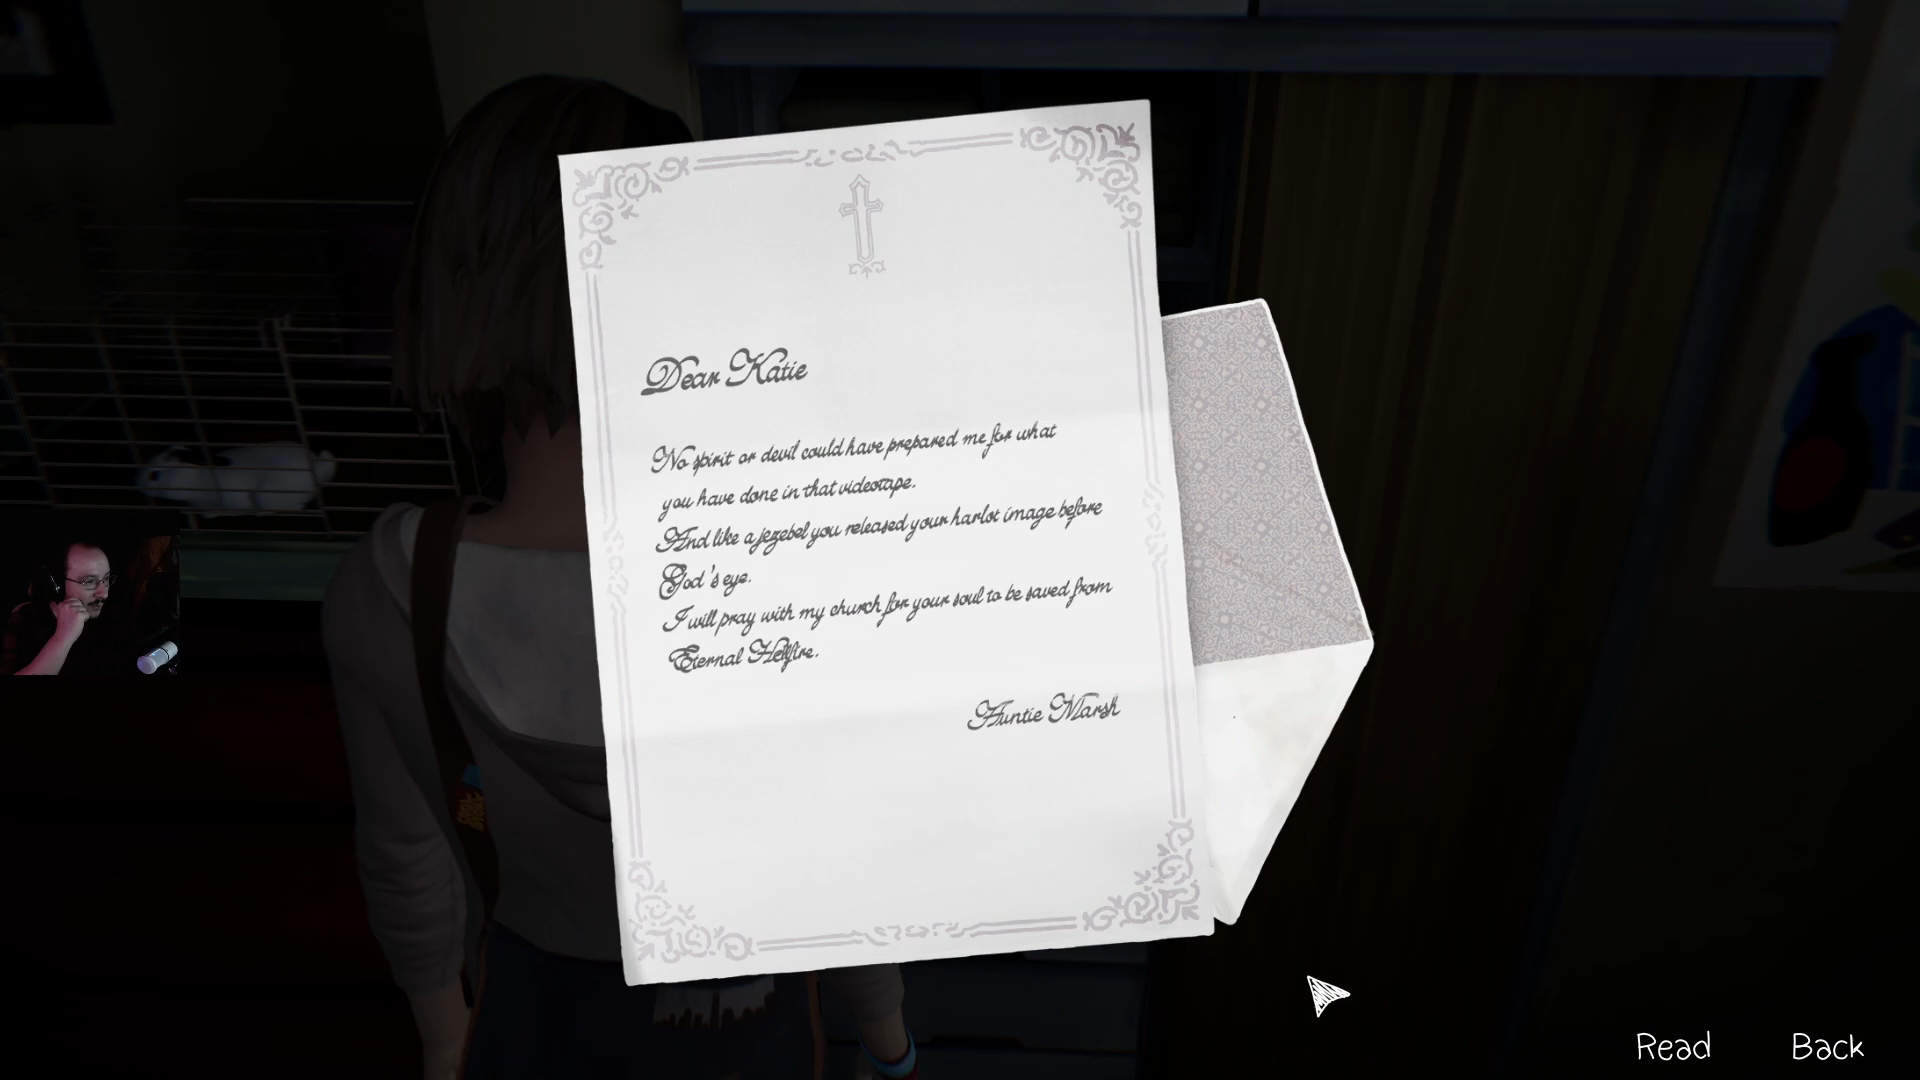 Dear Katie
No spirit or devil could have prepared me for what
you have done in that videotape.
And like a jezebel you released your harlot image before
God's eye.
I will pray with my church for your soul to be saved from
Eternal Hellfire.
Auntie Marsh
Read Back